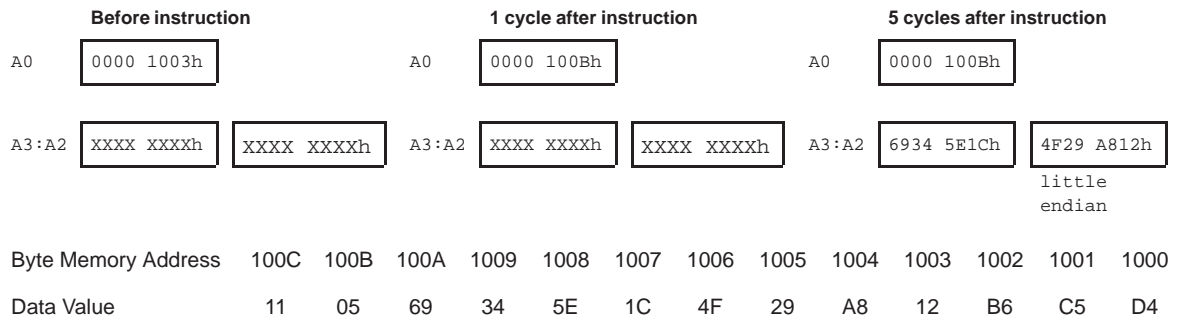 Before instruction 1 cycle after instruction 5 cycles after instruction
A0 0000 1003h A0 0000 100Bh A0 0000 100Bh
A3:A2 XXXX XXXXh XXXX XXXXh A3:A2 XXXX XXXXh XXXX XXXXh A3:A2 6934 5E1Ch 4F29 A812h
little
endian
Byte Memory Address 100C 100B 100A 1009 1008 1007 1006 1005 1004 1003 1002 1001 1000
Data Value 11 05 69 34 5E 1C 4F 29 A8 12 B6 C5 D4